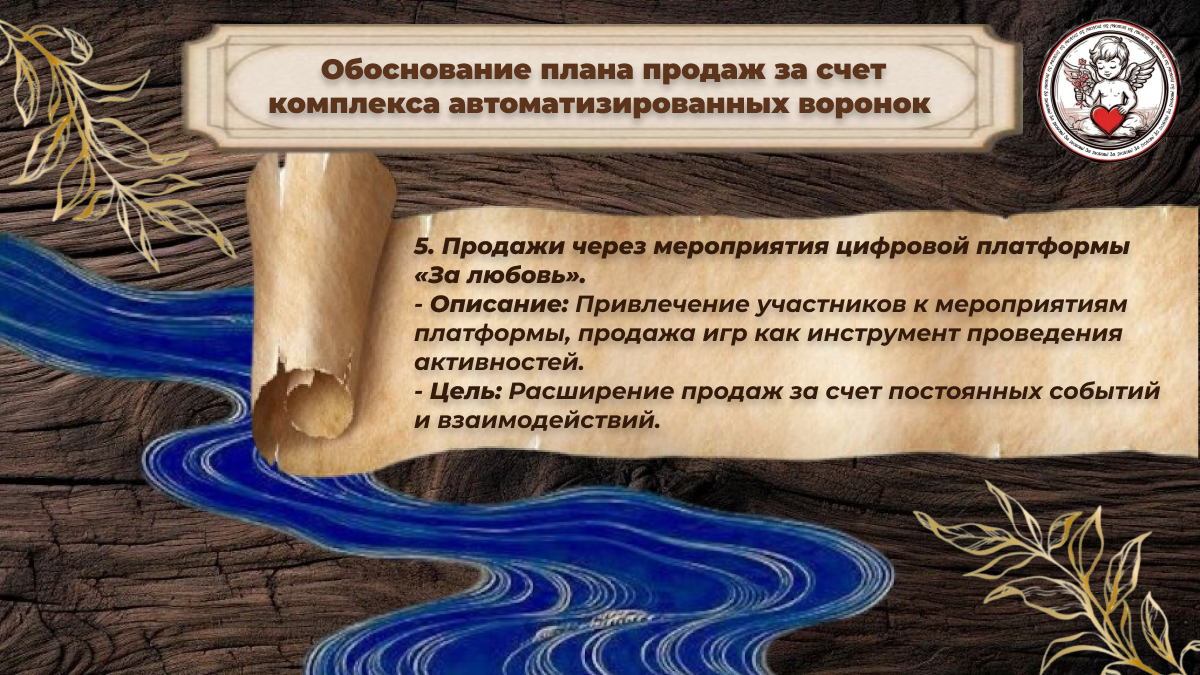 Обоснование плана продаж за счет
комплекса автоматизированных воронок
5. Продажи через мероприятия цифровой платформы
«За любовь».
- Описание: Привлечение участников к мероприятиям
платформы, продажа игр как инструмент проведения
активностей.
- Цель: Расширение продаж за счет постоянных событий
и взаимодействий.